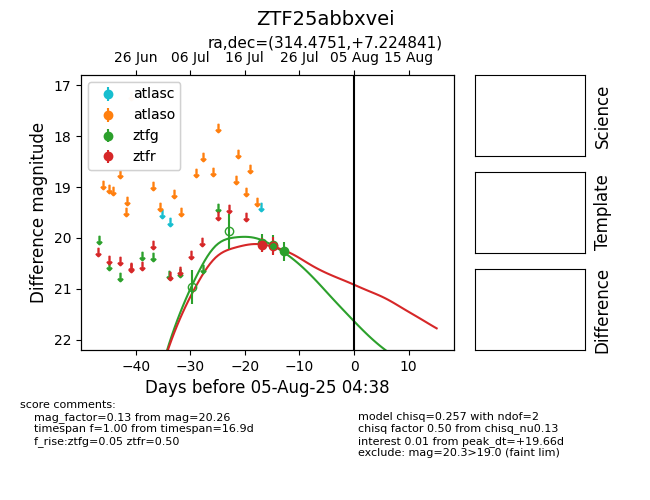 ZTF25abbxvei
ra,dec=(314.4751,+7.224841)
26 Jun 06 Jul 16 Jul 26 Jul 05 Aug 15 Aug
17
18
19
20
21
22
Difference magnitude
atlasc
atlaso
ztfg
ztfr
−40 −30 −20 −10 0 10
Days before 05-Aug-25 04:38
Science
Template
Difference
score comments:
mag_factor=0.13 from mag=20.26
timespan f=1.00 from timespan=16.9d
f_rise:ztfg=0.05 ztfr=0.50
model chisq=0.257 with ndof=2
chisq factor 0.50 from chisq_nu0.13
interest 0.01 from peak_dt=+19.66d
exclude: mag=20.3>19.0 (faint lim)